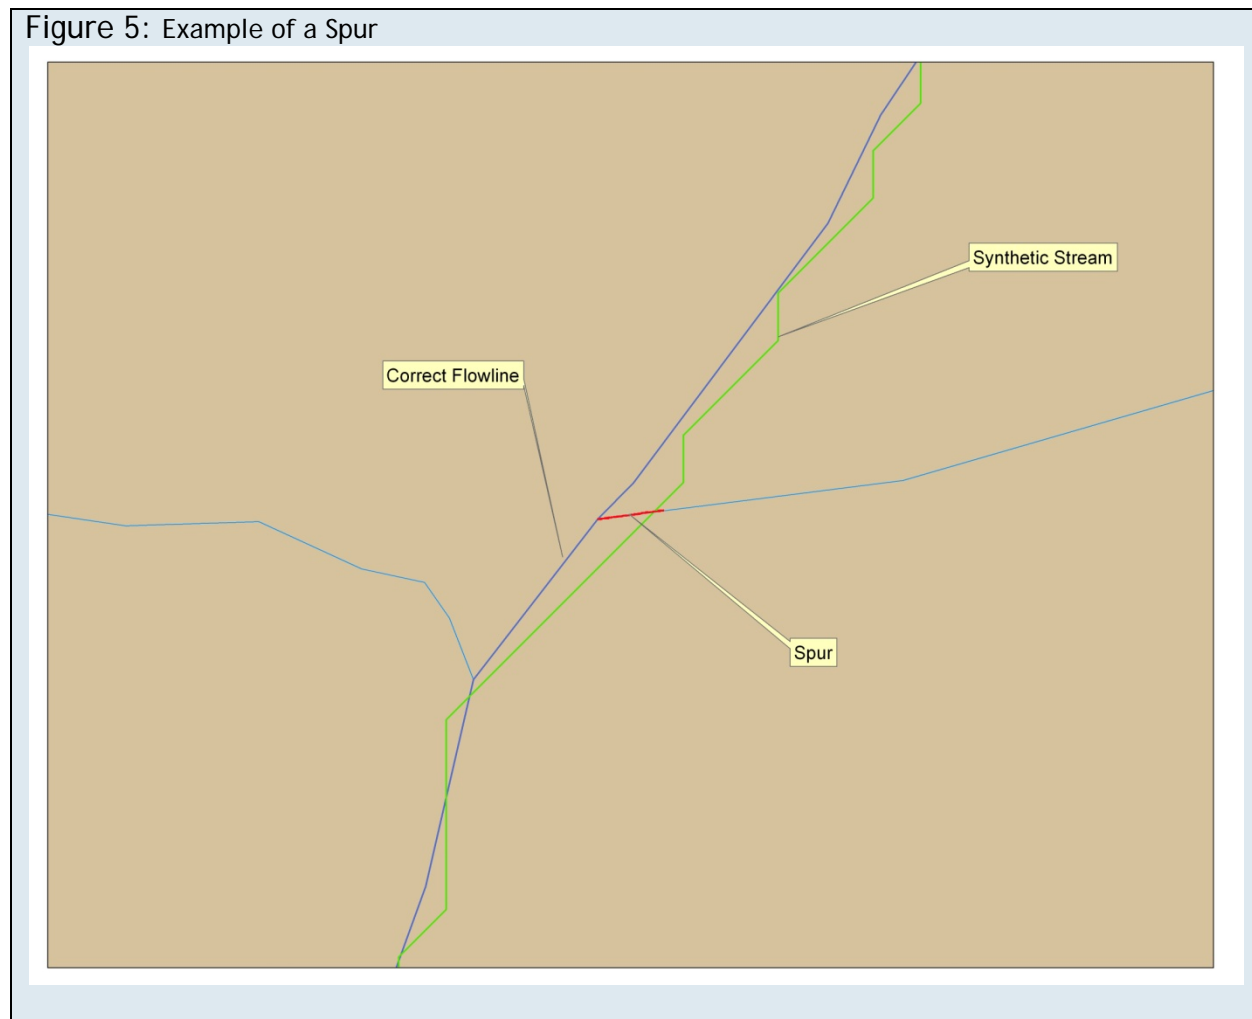 Figure 5: Example of a Spur
Synthetic Stream
Correct Flowline
Spur